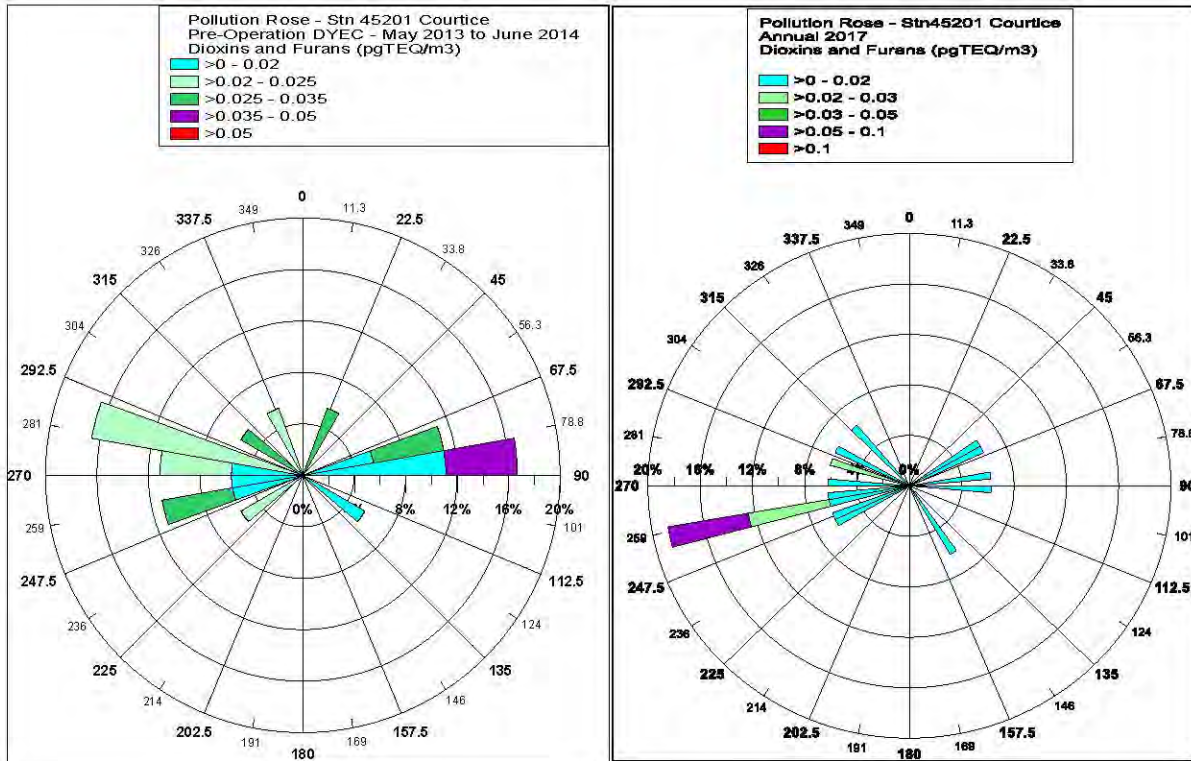 Pollution Rose - Stn 45201 Courtice
Pre-Operation DYEC - May 2013 to June 2014
Dioxins and Furans (pgTEQ/m3)
>0 - 0.02
>0.02 - 0.025
>0.025 - 0.035
>0.035 - 0.05
>0.05
0
349 11.3
337.5 22.5
326 33.8
315 45
304 56.3
292.5 67.5
281 78.8
270 90
0% 8% 12% 16% 20%
259 101
247.5 112.5
236 124
225 135
214 146
202.5 157.5
191 169
180
Pollution Rose - Stn45201 Courtice
Annual 2017
Dioxins and Furans (pgTEQ/m3)
>0 - 0.02
>0.02 - 0.03
>0.03 - 0.05
>0.05 - 0.1
>0.1
0
349 11.3
337.5 22.5
326 33.8
315 45
304 56.3
292.5 67.5
281 78.8
20% 16% 12% 8% 4% 0%
270 90
259 101
247.5 112.5
236 124
225 135
214 146
202.5 157.5
191 169
180